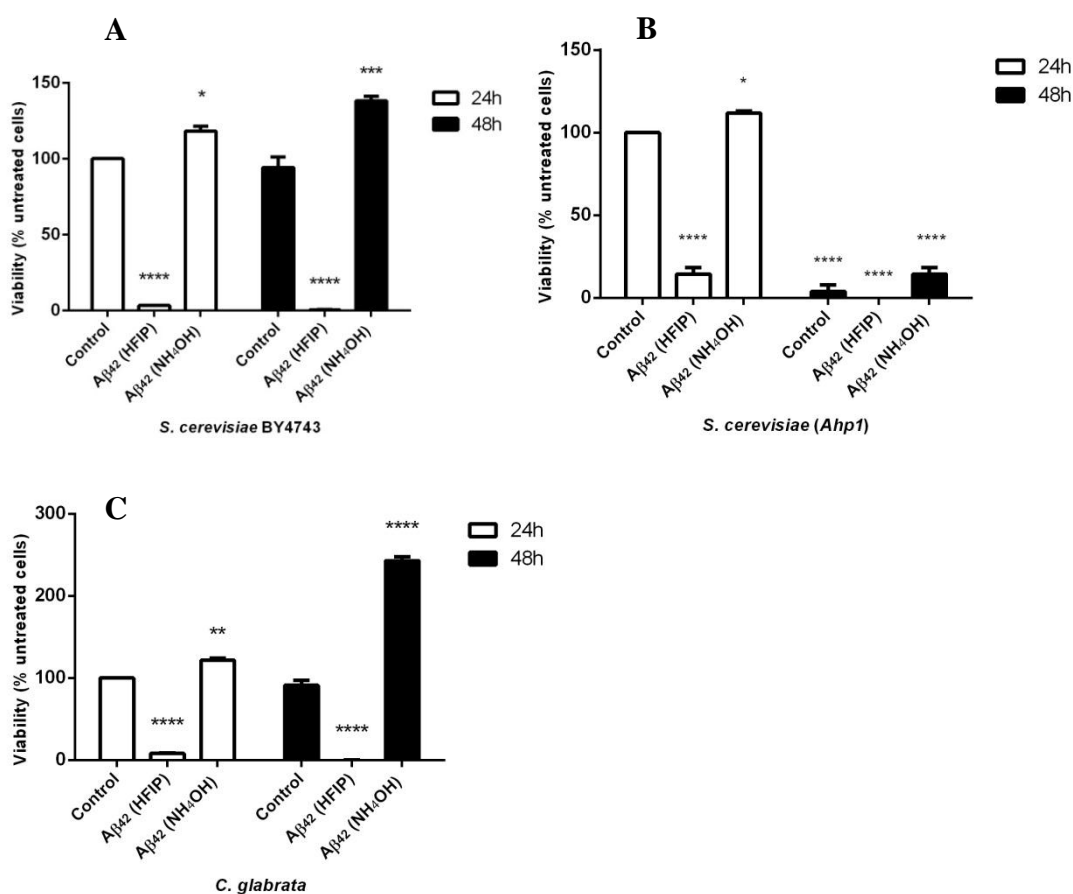 A
Viability (% untreated cells)
150
100
50
0
*
***
****
****
24h
48h
Control
Aβ42 (HFIP)
Aβ42 (NH4OH)
Control
Aβ42 (HFIP)
Aβ42 (NH4OH)
S. cerevisiae BY4743
B
Viability (% untreated cells)
150
100
50
0
*
****
****
****
****
24h
48h
Control
Aβ42 (HFIP)
Aβ42 (NH4OH)
Control
Aβ42 (HFIP)
Aβ42 (NH4OH)
S. cerevisiae (Ahp1)
C
Viability (% untreated cells)
300
200
100
0
****
**
****
****
24h
48h
Control
Aβ42 (HFIP)
Aβ42 (NH4OH)
Control
Aβ42 (HFIP)
Aβ42 (NH4OH)
C. glabrata